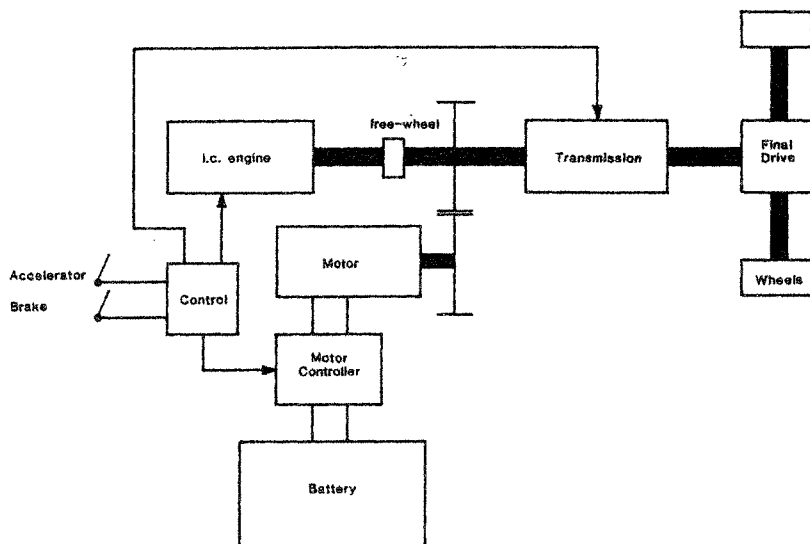 free-wheel
i.c. engine
Transmission
Final
Drive
Accelerator
Brake
Control
Motor
Wheels
Motor
Controller
Battery